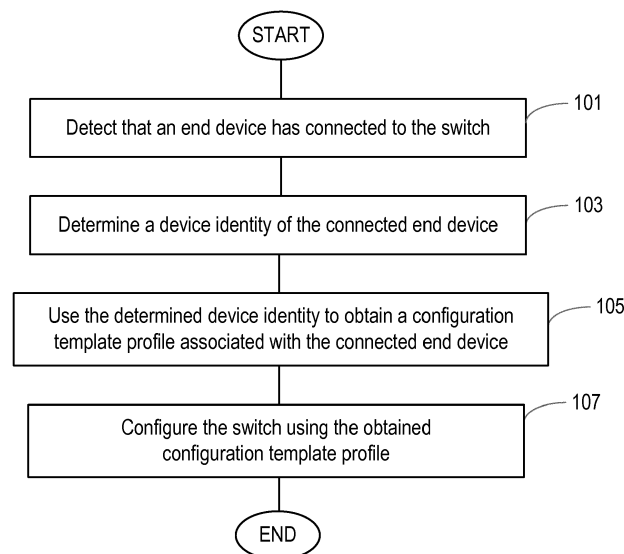 START
Detect that an end device has connected to the switch
101
Determine a device identity of the connected end device
103
Use the determined device identity to obtain a configuration
template profile associated with the connected end device
105
Configure the switch using the obtained
configuration template profile
107
END